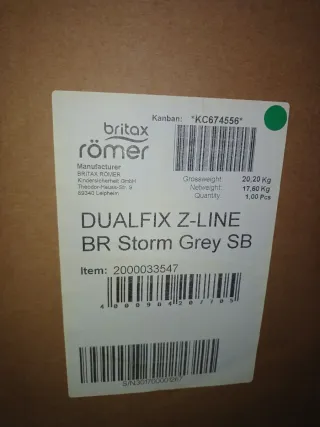 Kanban: *KC674556*
britax
römer
Manufacturer
BRITAX RÖMER
Kindersicherheit GmbH
Theodor-Heuss-Str. 9
89340 Leipheim
Grossweight: 20,20 Kg
Netweight: 17,60 Kg
Quantity: 1,00 Pcs
DUALFIX Z-LINE
BR Storm Grey SB
Item: 2000033547